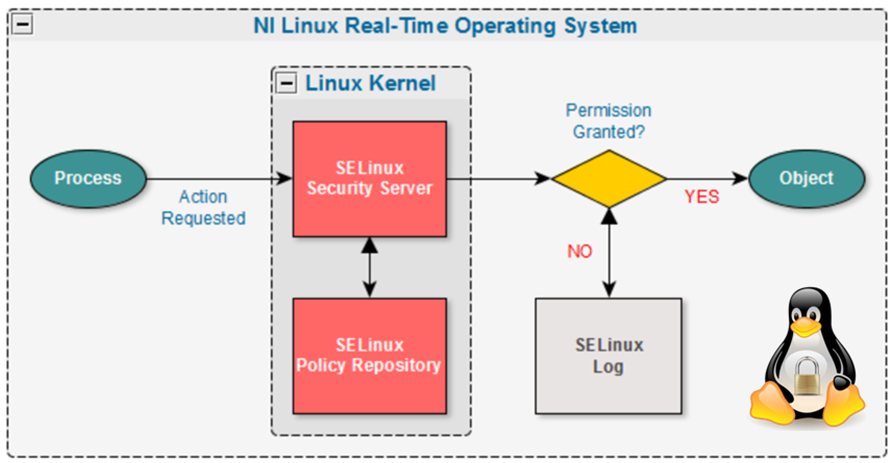 NI Linux Real-Time Operating System
Linux Kernel
Process
Action
Requested
SELinux
Security Server
SELinux
Policy Repository
Permission
Granted?
YES
Object
NO
SELinux
Log